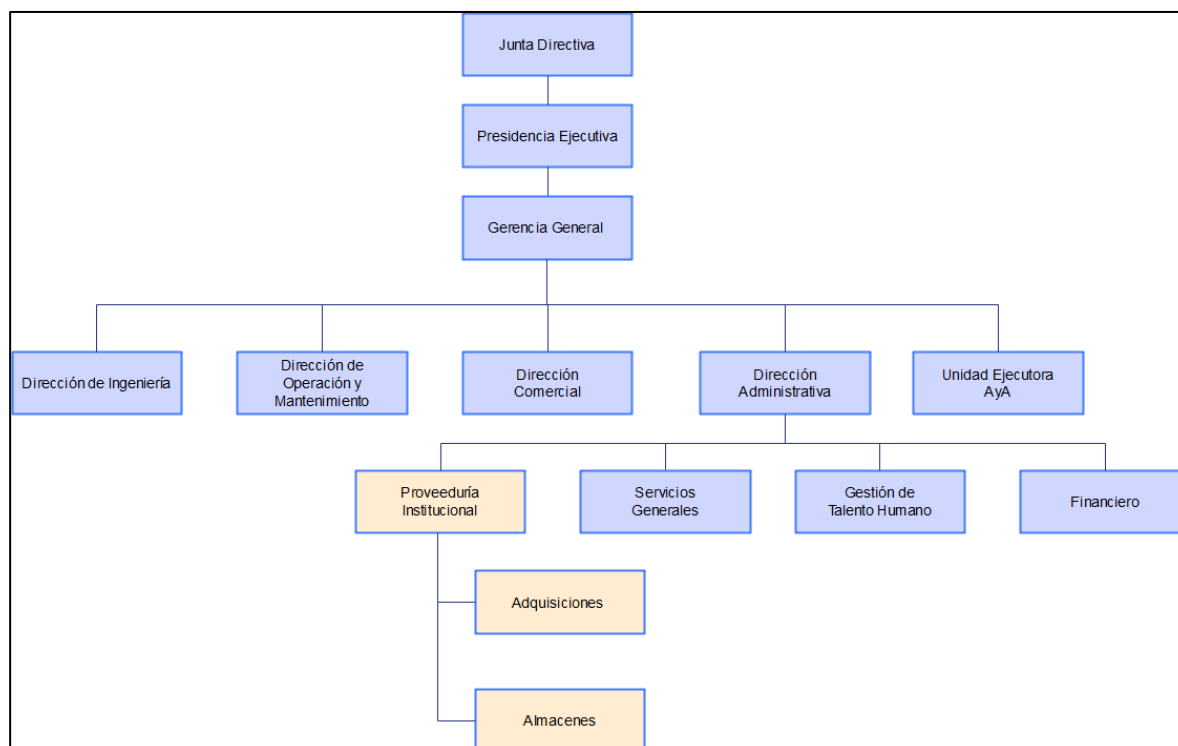 Junta Directiva
Presidencia Ejecutiva
Gerencia General
Dirección de Ingeniería
Dirección de
Operación y
Mantenimiento
Dirección
Comercial
Dirección
Administrativa
Unidad Ejecutora
AyA
Proveeduría
Institucional
Servicios
Generales
Gestión de
Talento Humano
Financiero
Adquisiciones
Almacenes